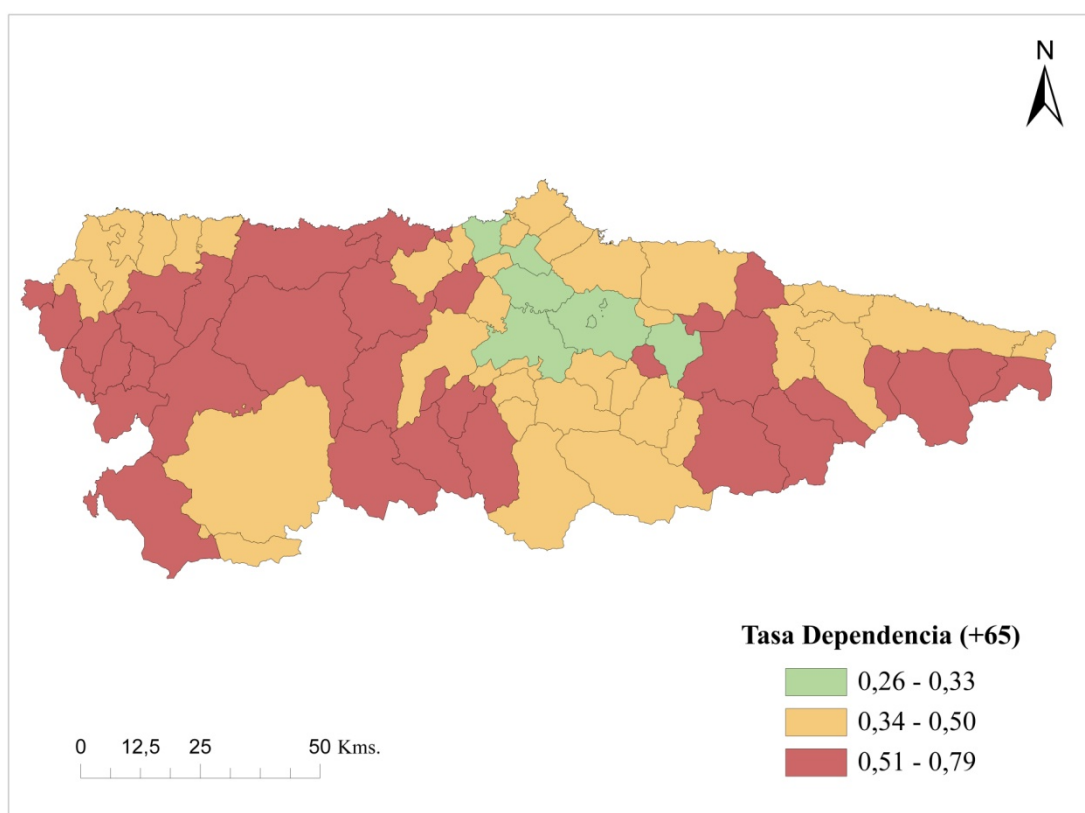 N
Tasa Dependencia (+65)
0,26 - 0,33
0,34 - 0,50
0,51 - 0,79
0 12,5 25 50 Kms.